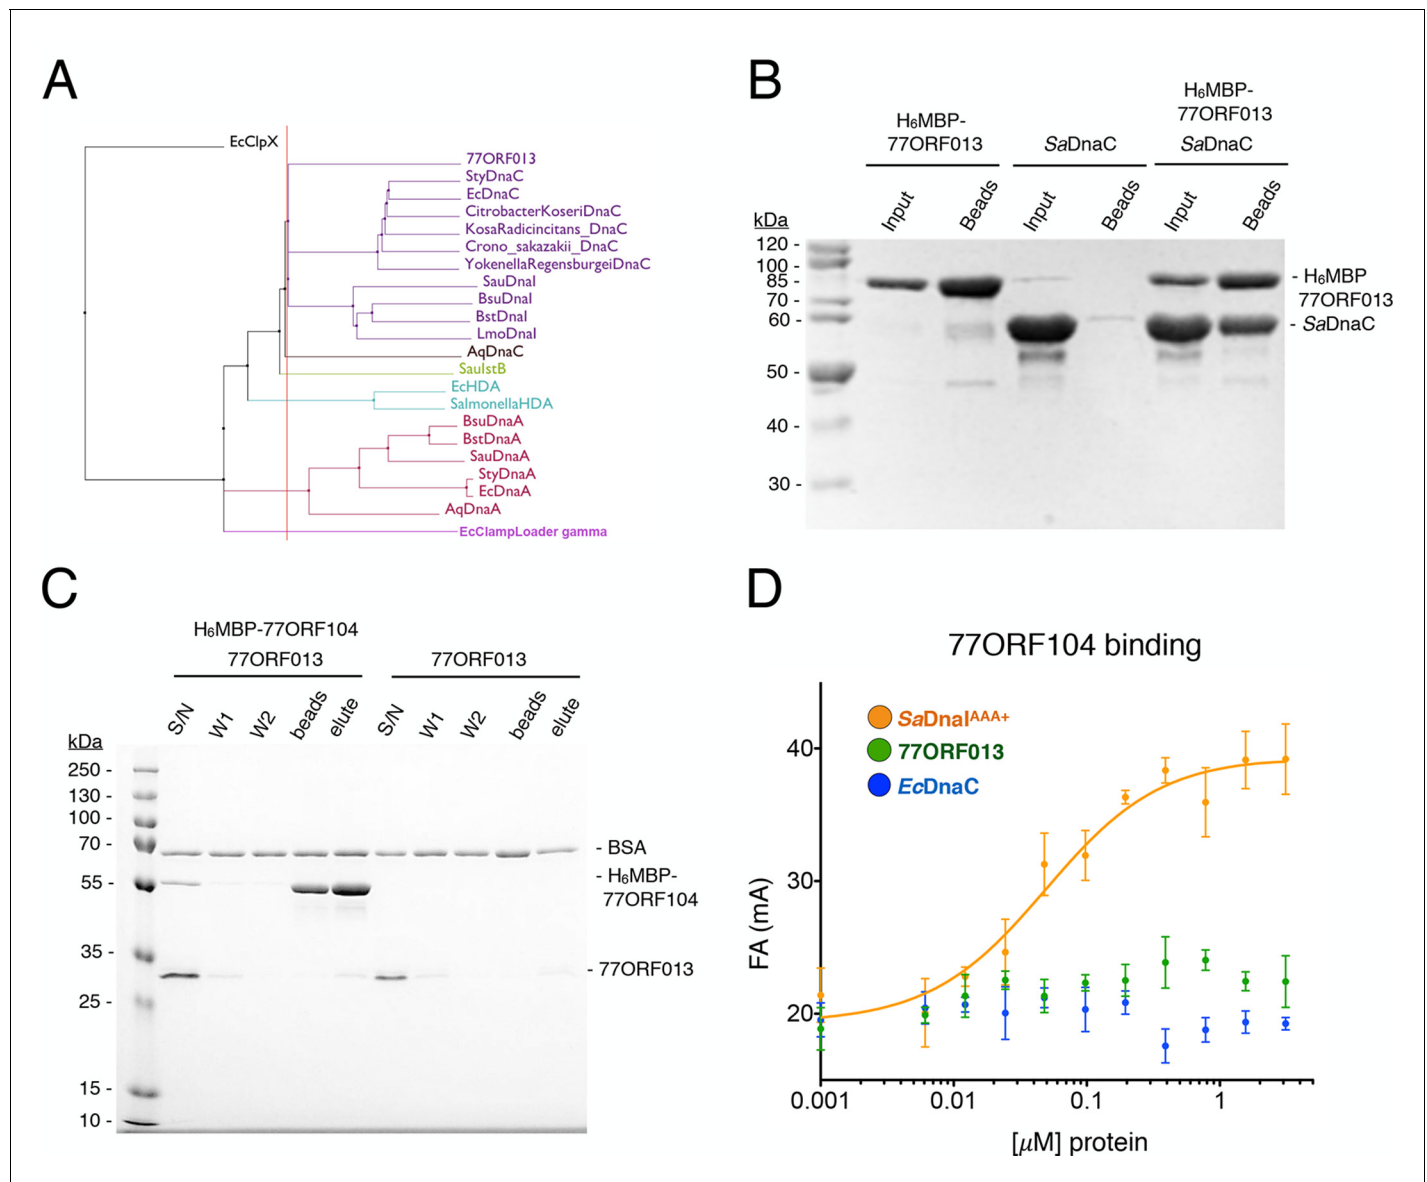 A
EcClpX
77ORF013
StyDnaC
EcDnaC
CitrobacterKoseriDnaC
KosaRadicincitans_DnaC
Crono_sakazakii_DnaC
YokenellaRegensburgeiDnaC
SauDnaI
BsuDnaI
BstDnaI
LmoDnaI
AqDnaC
SauIstB
EcHDA
SalmonellaHDA
BsuDnaA
BstDnaA
SauDnaA
StyDnaA
EcDnaA
AqDnaA
EcClampLoader gamma
B
H₆MBP-
77ORF013
SaDnaC
H₆MBP-
77ORF013
SaDnaC
Input
Beads
Input
Beads
Input
Beads
kDa
120 -
100 -
85 -
70 -
60 -
50 -
40 -
30 -
- H₆MBP
77ORF013
- SaDnaC
C
H₆MBP-77ORF104
77ORF013
77ORF013
S/N
W1
W2
beads
elute
S/N
W1
W2
beads
elute
kDa
250 -
130 -
100 -
70 -
55 -
35 -
25 -
15 -
10 -
- BSA
- H₆MBP-
77ORF104
- 77ORF013
D
77ORF104 binding
SaDnaIᴬᴬᴬ⁺
77ORF013
EcDnaC
FA (mA)
40
30
20
0.001
0.01
0.1
1
[μM] protein